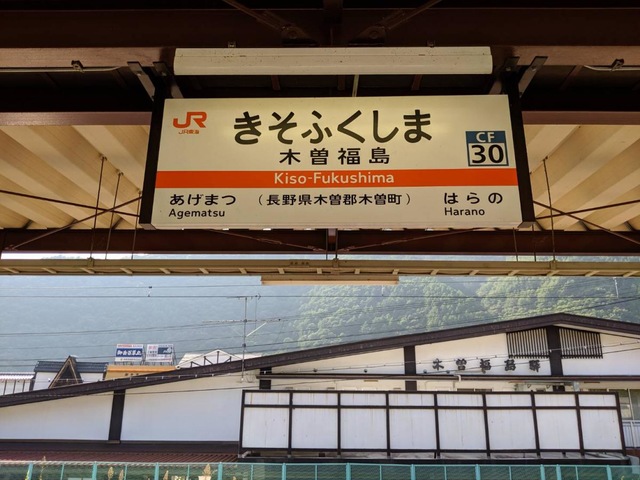 JR
JR東海
きそふくしま
木曽福島
CF
30
Kiso-Fukushima
あげまつ
Agematsu
(長野県木曽郡木曽町)
はらの
Harano
木曽福島駅